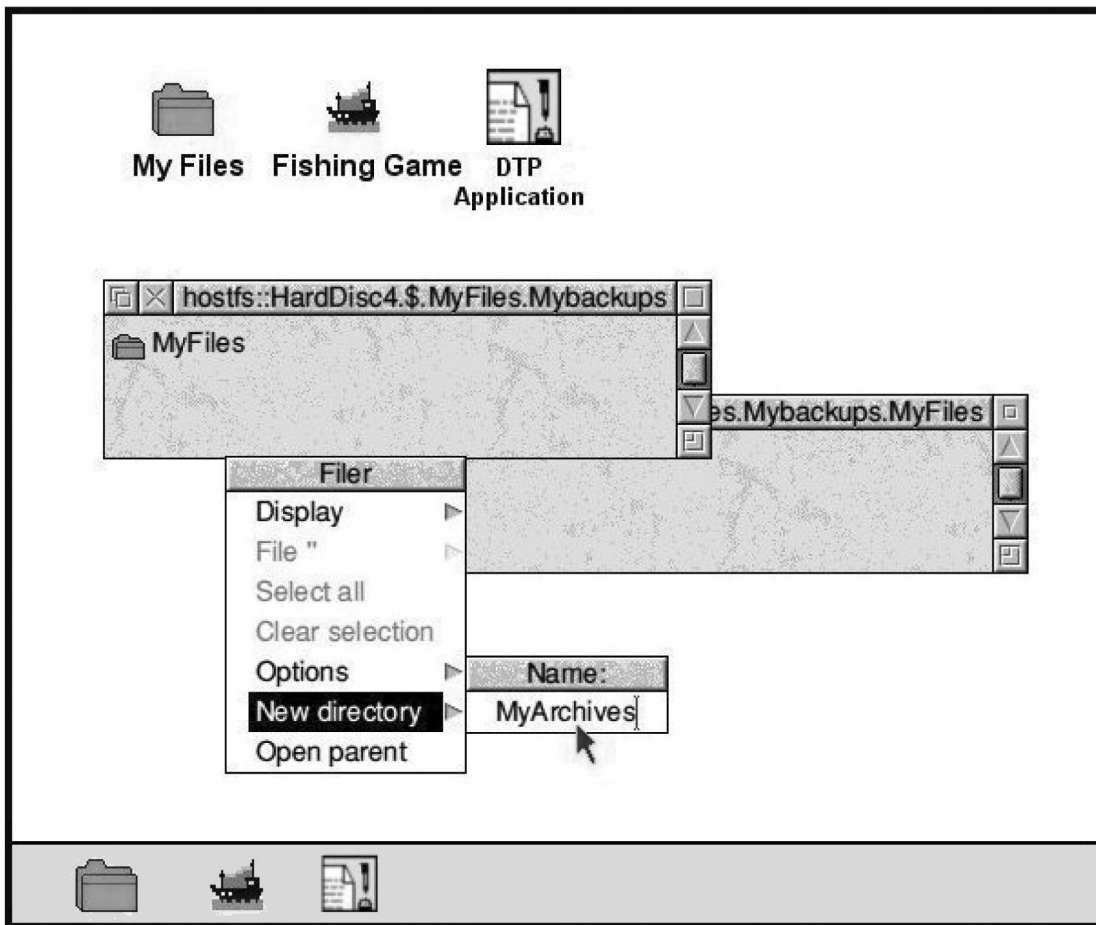 My Files Fishing Game DTP
Application
hostfs::HardDisc4.$.MyFiles.Mybackups
MyFiles
es.Mybackups.MyFiles
Filer
Display
File "
Select all
Clear selection
Options
Name:
New directory
MyArchives
Open parent